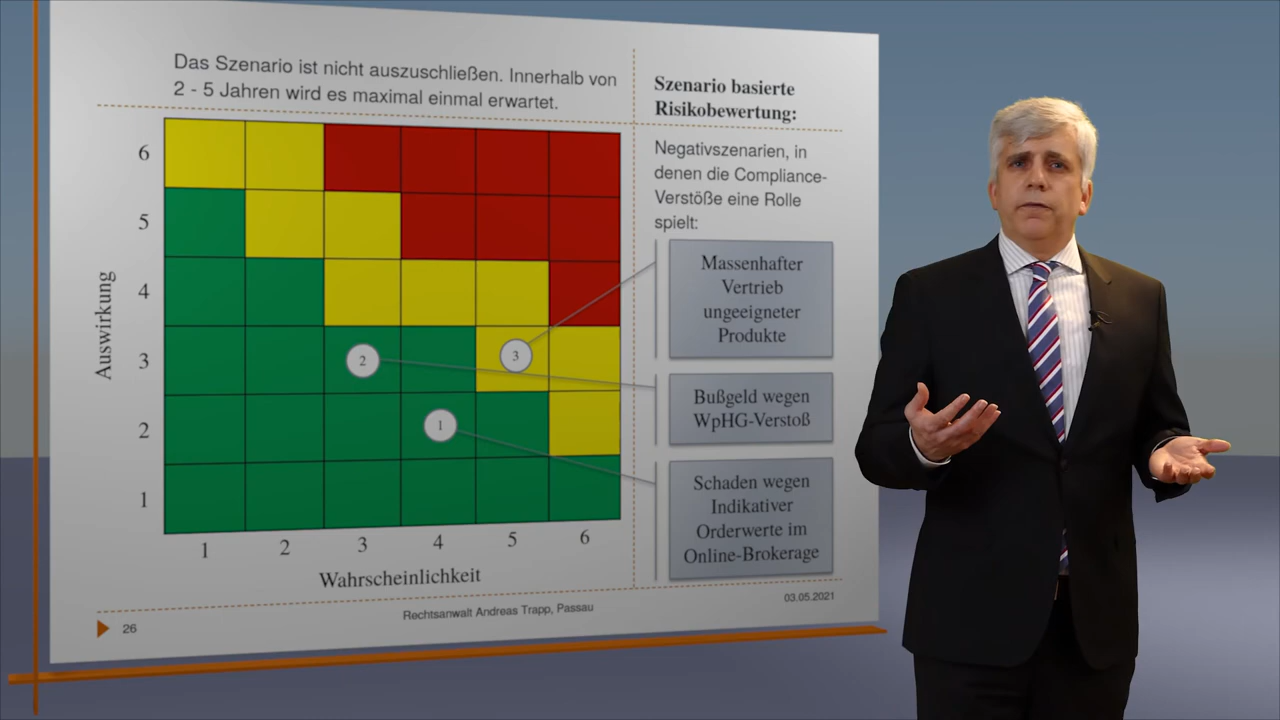 Das Szenario ist nicht auszuschließen. Innerhalb von
2 - 5 Jahren wird es maximal einmal erwartet.
Szenario basierte
Risikobewertung:
Negativszenarien, in
denen die Compliance-
Verstöße eine Rolle
spielt:
Massenhafter
Vertrieb
ungeeigneter
Produkte
Bußgeld wegen
WpHG-Verstoß
Schaden wegen
Indikativer
Orderwerte im
Online-Brokerage
Auswirkung
6
5
4
3
2
1
3
2
1
1 2 3 4 5 6
Wahrscheinlichkeit
26
Rechtsanwalt Andreas Trapp, Passau
03.05.2021